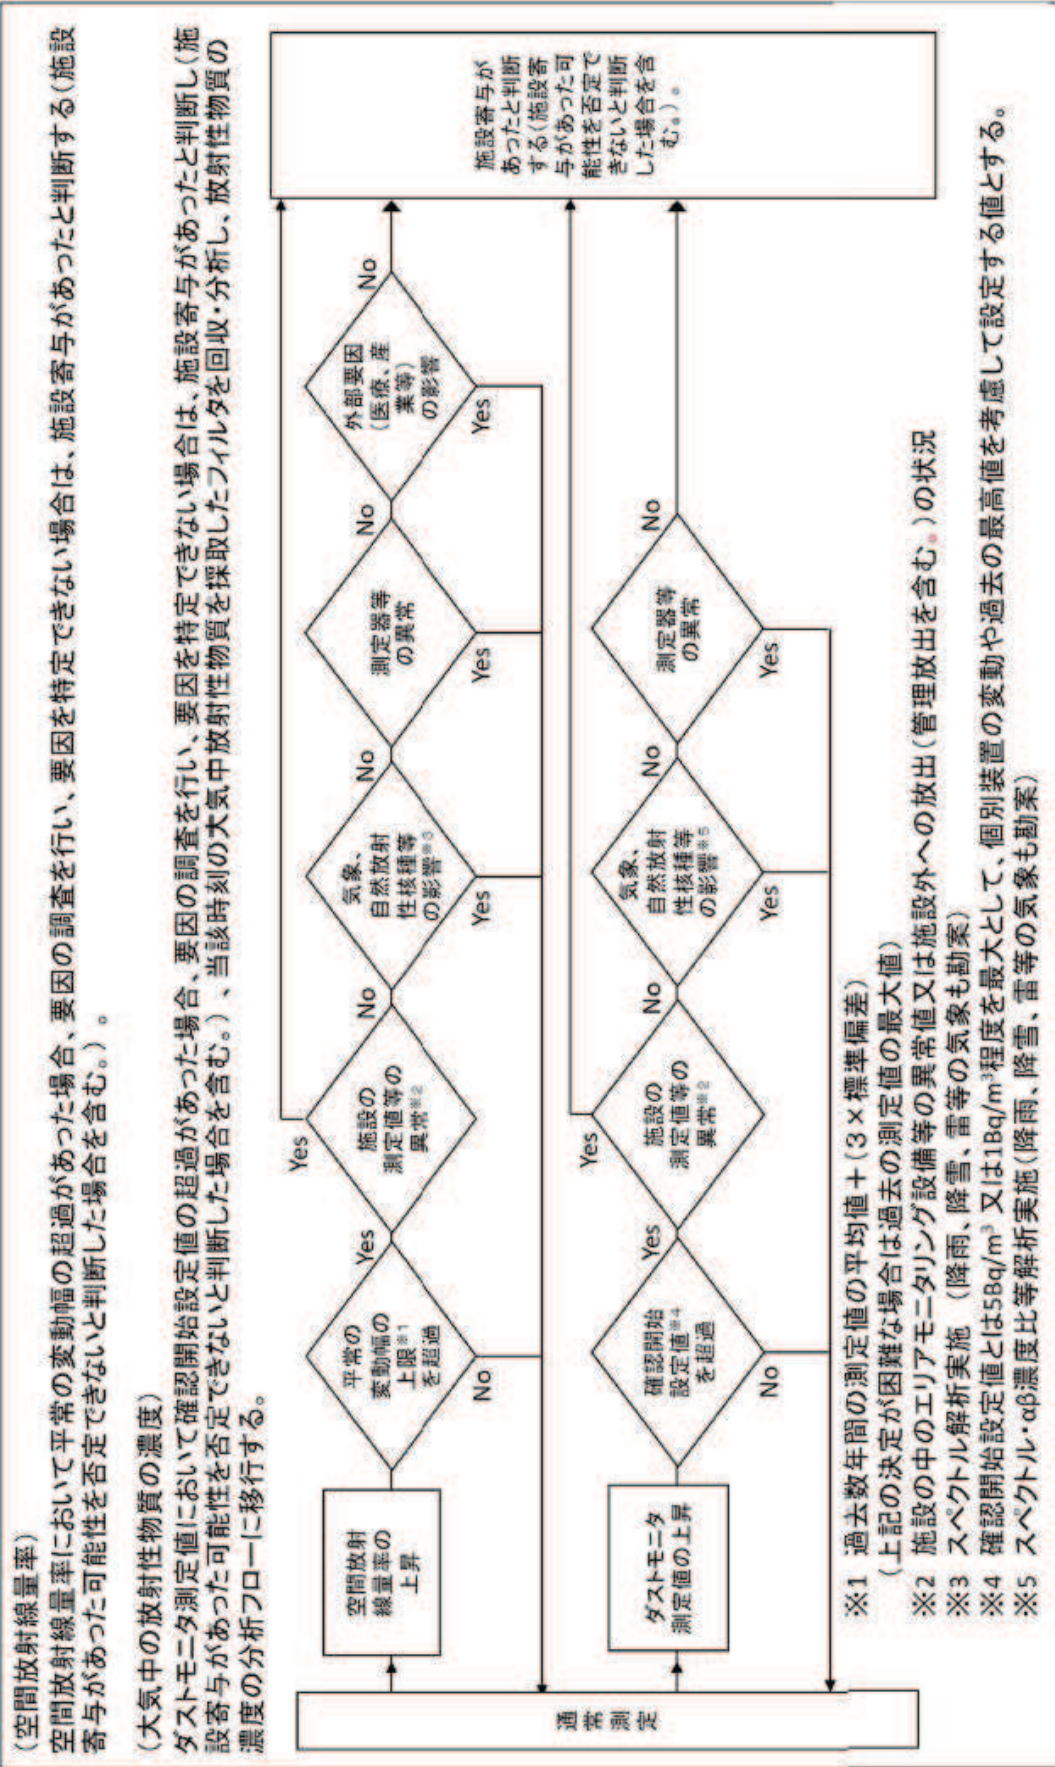 (空間放射線量率)
空間放射線量率において平常の変動幅の超過があった場合、要因の調査を行い、要因を特定できない場合は、施設寄与があったと判断する(施設
寄与があった可能性を否定できないと判断した場合を含む。)。
(大気中の放射性物質の濃度)
ダストモニタ測定値において確認開始設定値の超過があった場合、要因の調査を行い、要因を特定できない場合は、施設寄与があったと判断し(施
設寄与があった可能性を否定できないと判断した場合含む。)、当該時刻の大気中放射性物質を採取したフィルタを回収・分析し、放射性物質の
濃度の分析フローに移行する。
通常測定
空間放射
線量率の
上昇
平常の
変動幅の
上限※1
を超過
Yes
No
施設の
測定値等の
異常※2
Yes
No
気象、
自然放射
性核種等
の影響※3
No
Yes
測定器等
の異常
No
Yes
外部要因
(医療、産
業等)
の影響
No
Yes
施設寄与が
あったと判断
する(施設寄
与があった可
能性を否定で
きないと判断
した場合を含
む。)。
ダストモニタ
測定値の上昇
確認開始
設定値※4
を超過
Yes
No
施設の
測定値等の
異常※2
Yes
No
気象、
自然放射
性核種等
の影響※5
No
Yes
測定器等
の異常
No
Yes
※1 過去数年間の測定値の平均値+(3×標準偏差)
(上記の決定が困難な場合は過去の測定値の最大値)
※2 施設の中のエリアモニタリング設備等の異常値又は施設外への放出(管理放出を含む。)の状況
※3 スペクトル解析実施 (降雨、降雪、雷等の気象も勘案)
※4 確認開始設定値とは5Bq/m³ 又は1Bq/m³程度を最大として、個別装置の変動や過去の最高値を考慮して設定する値とする。
※5 スペクトル・αβ濃度比等解析実施(降雨、降雪、雷等の気象も勘案)